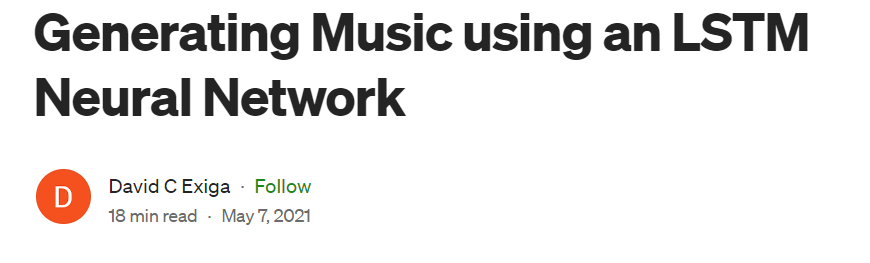 Generating Music using an LSTM
Neural Network
D
David C Exiga · Follow
18 min read · May 7, 2021